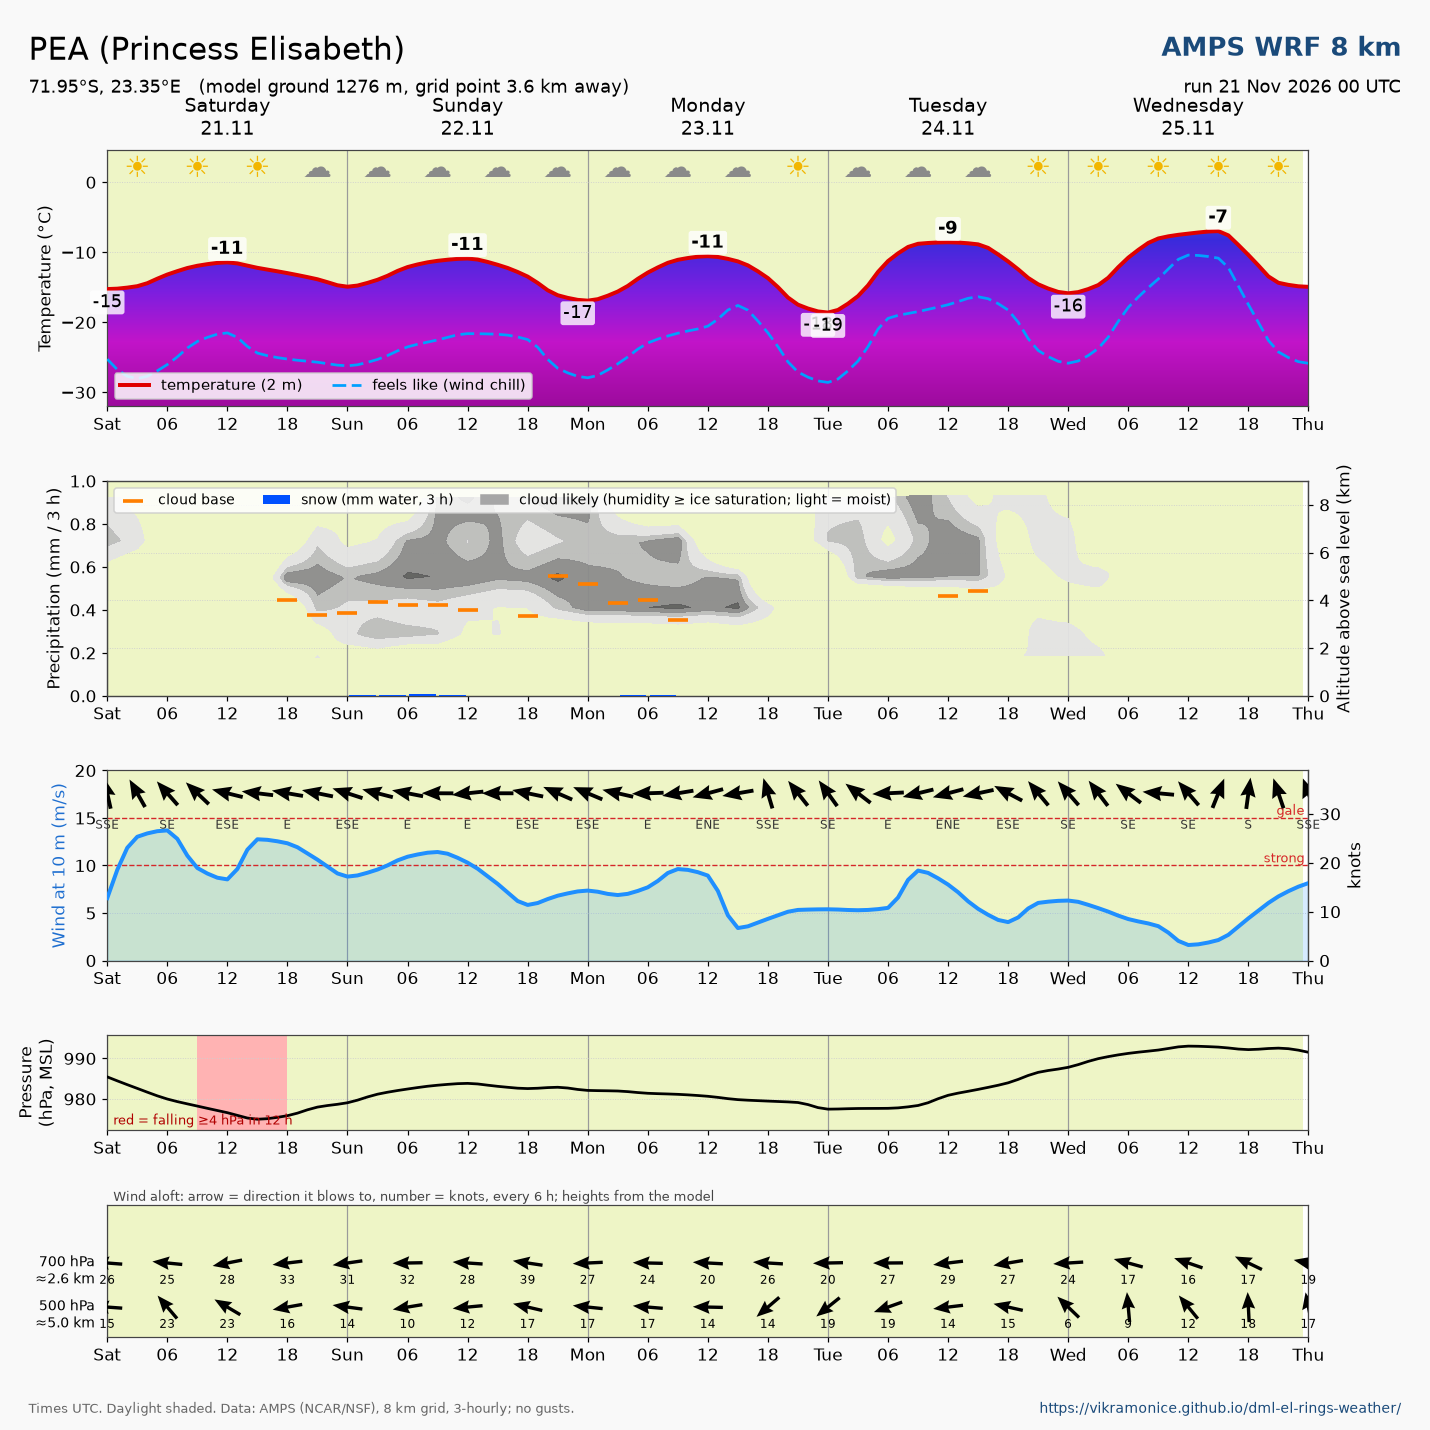 PEA (Princess Elisabeth)
AMPS WRF 8 km
71.95°S, 23.35°E (model ground 1276 m, grid point 3.6 km away)
run 21 Nov 2026 00 UTC
Saturday Sunday Monday Tuesday Wednesday
21.11 22.11 23.11 24.11 25.11
Temperature (°C)
0
−10
−20
−30
-15 -11 -11 -17 -11 -19 -9 -16 -7
temperature (2 m) feels like (wind chill)
Sat 06 12 18 Sun 06 12 18 Mon 06 12 18 Tue 06 12 18 Wed 06 12 18 Thu
Precipitation (mm / 3 h)
1.0
0.8
0.6
0.4
0.2
0.0
cloud base snow (mm water, 3 h) cloud likely (humidity ≥ ice saturation; light = moist)
8
6
4
2
0
Altitude above sea level (km)
Sat 06 12 18 Sun 06 12 18 Mon 06 12 18 Tue 06 12 18 Wed 06 12 18 Thu
Wind at 10 m (m/s)
20
15
10
5
0
gale
SSE SE ESE E ESE E E ESE ESE E ENE SSE SE E ENE ESE SE SE SE S SSE
strong
30
20
10
0
knots
Sat 06 12 18 Sun 06 12 18 Mon 06 12 18 Tue 06 12 18 Wed 06 12 18 Thu
Pressure
(hPa, MSL)
990
980
red = falling ≥4 hPa in 12 h
Sat 06 12 18 Sun 06 12 18 Mon 06 12 18 Tue 06 12 18 Wed 06 12 18 Thu
Wind aloft: arrow = direction it blows to, number = knots, every 6 h; heights from the model
700 hPa
≈2.6 km 26 25 28 33 31 32 28 39 27 24 20 26 20 27 29 27 24 17 16 17 19
500 hPa
≈5.0 km 15 23 23 16 14 10 12 17 17 17 14 14 19 19 14 15 6 9 12 18 17
Sat 06 12 18 Sun 06 12 18 Mon 06 12 18 Tue 06 12 18 Wed 06 12 18 Thu
Times UTC. Daylight shaded. Data: AMPS (NCAR/NSF), 8 km grid, 3-hourly; no gusts.
https://vikramonice.github.io/dml-el-rings-weather/